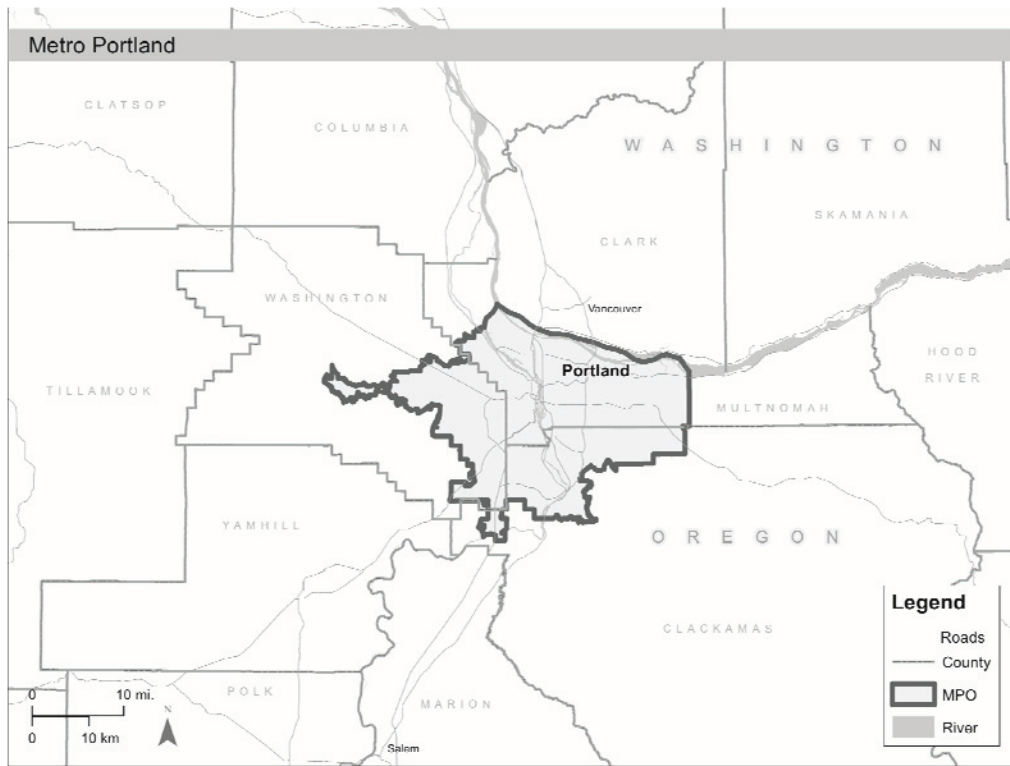 Metro Portland
CLATSOP
COLUMBIA
WASHINGTON
SKAMANIA
CLARK
WASHINGTON
Vancouver
HOOD
RIVER
Portland
TILLAMOOK
MULTNOMAH
YAMHILL
OREGON
CLACKAMAS
POLK
MARION
Salem
0 10 mi.
0 10 km
N
Legend
Roads
County
MPO
River